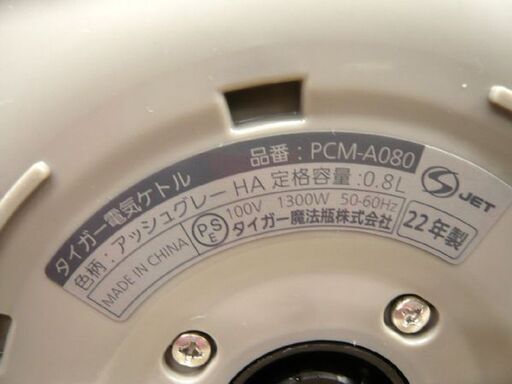 タイガー電気ケトル 品番：PCM-A080
色柄：アッシュグレー HA 定格容量：0.8L
PSE 100V 1300W 50-60Hz
MADE IN CHINA タイガー魔法瓶株式会社
JET
22年製